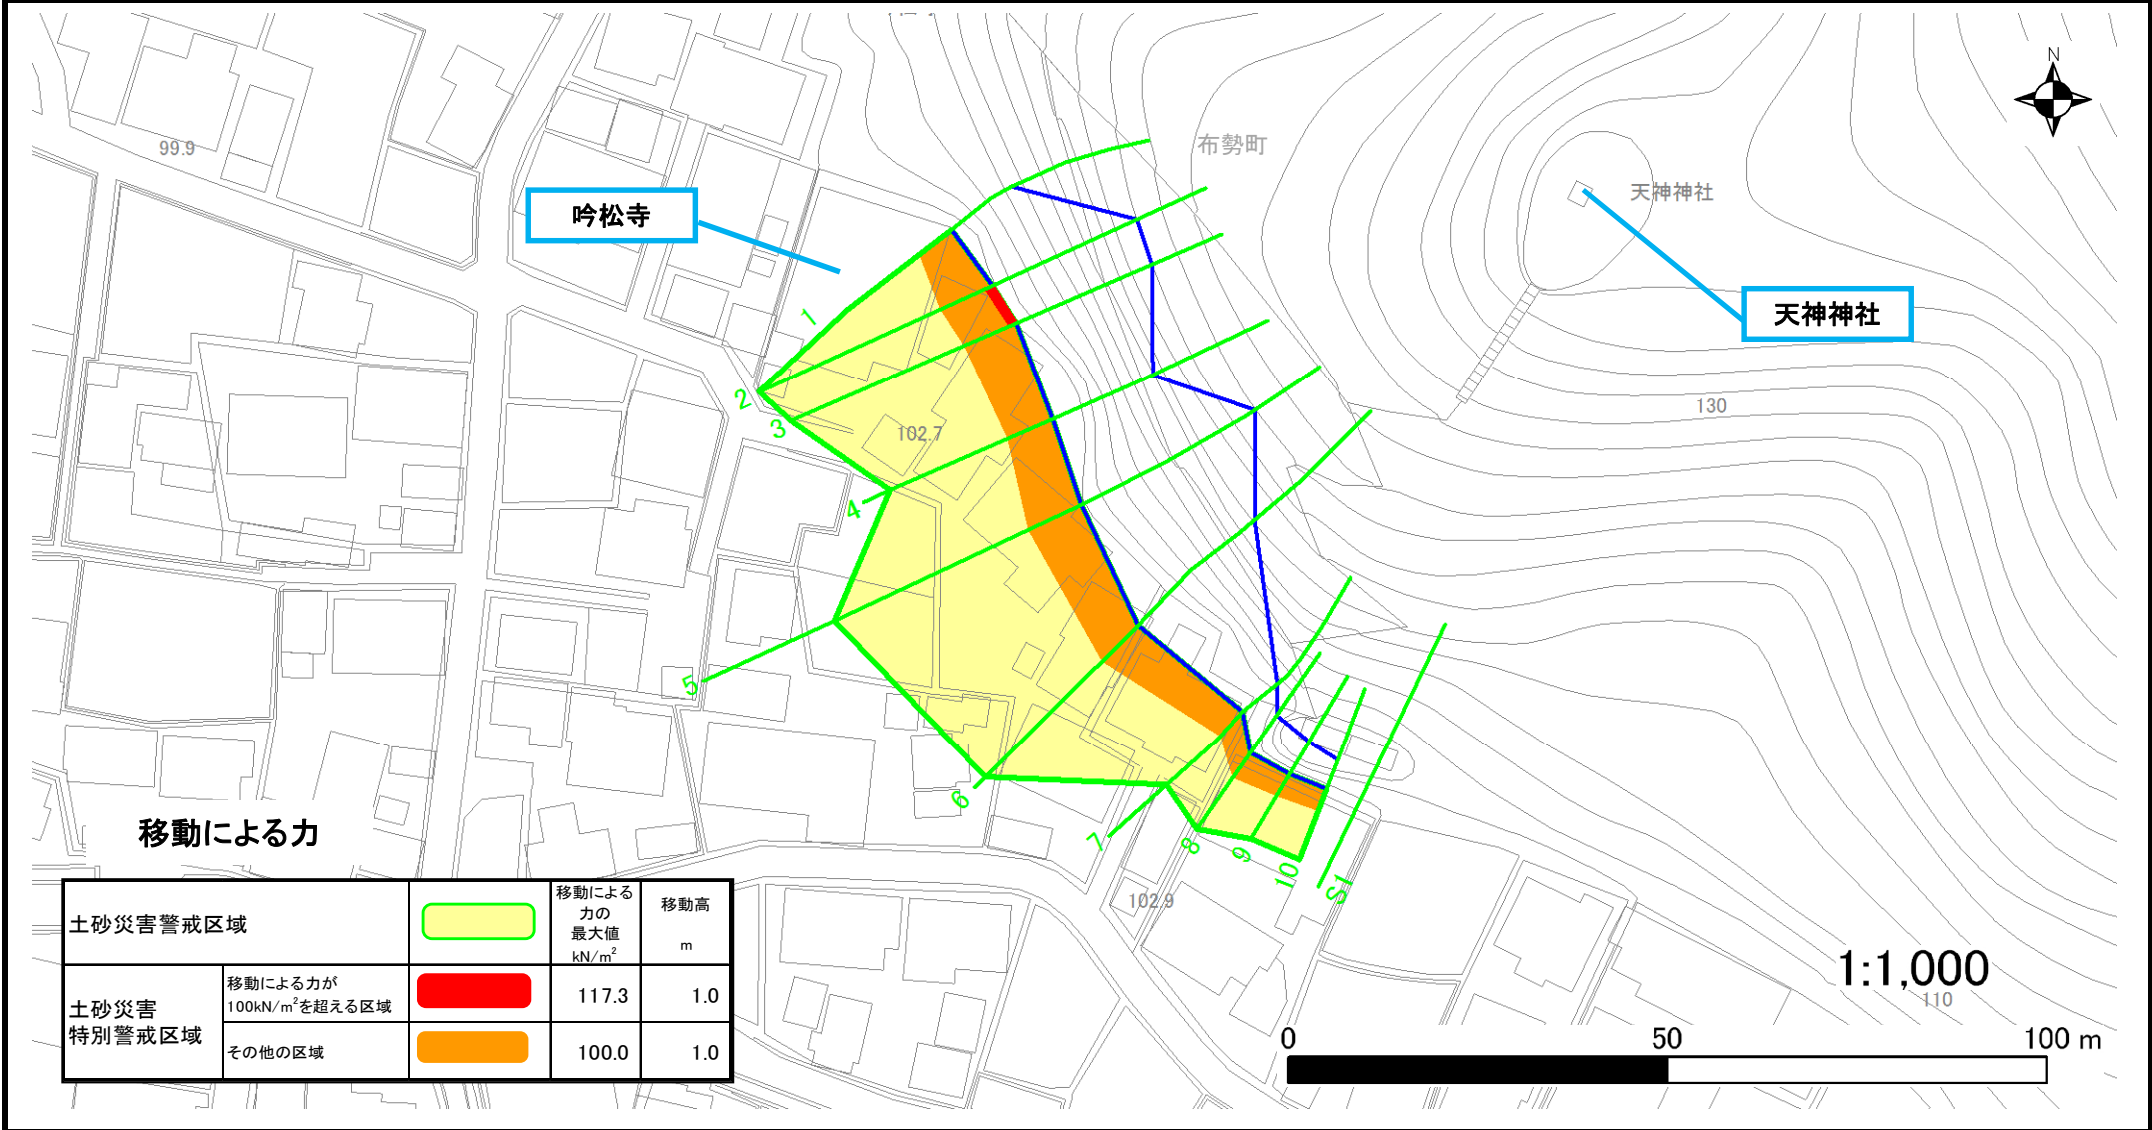 N
布勢町
99.9
天神神社
吟松寺
天神神社
1
2
3
130
102.7
4
5
6
7
8
9
10
S1
102.9
移動による力
土砂災害警戒区域
移動による
力の
最大値
kN/m²
移動高
m
土砂災害
特別警戒区域
移動による力が
100kN/m²を超える区域
117.3
1.0
その他の区域
100.0
1.0
1:1,000
110
0
50
100 m